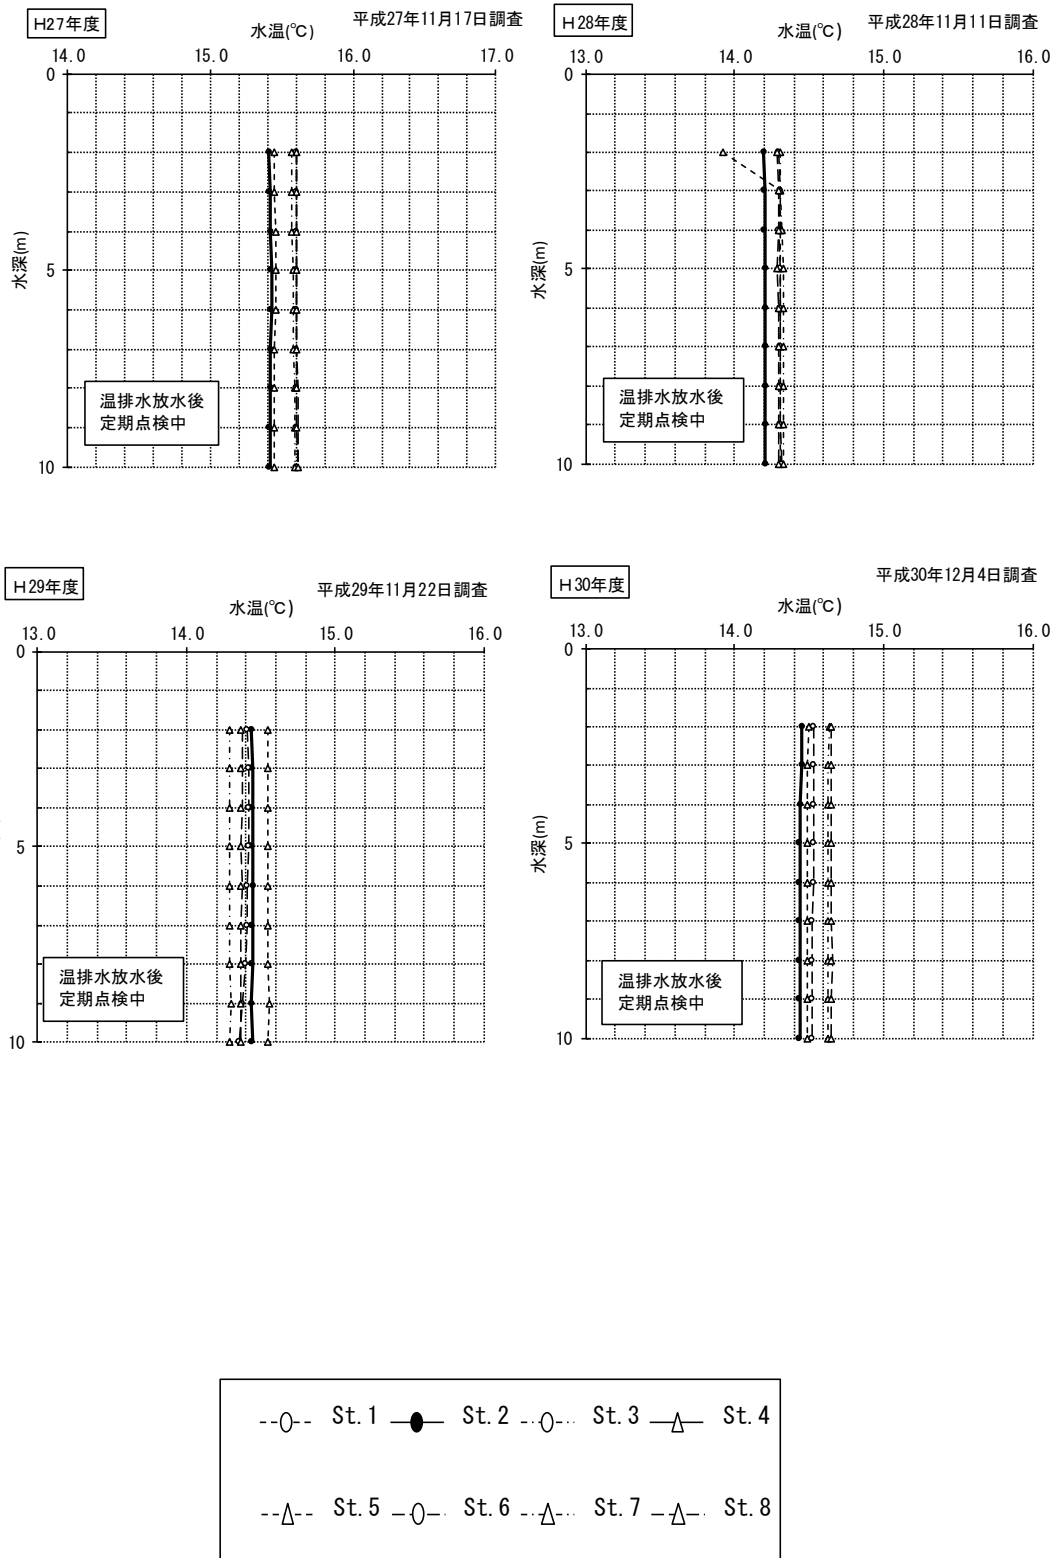 H27年度
平成27年11月17日調査
水温(℃)
14.0 15.0 16.0 17.0
0
5
10
水深(m)
温排水放水後
定期点検中
H28年度
平成28年11月11日調査
水温(℃)
13.0 14.0 15.0 16.0
0
5
10
水深(m)
温排水放水後
定期点検中
H29年度
平成29年11月22日調査
水温(℃)
13.0 14.0 15.0 16.0
0
5
10
温排水放水後
定期点検中
H30年度
平成30年12月4日調査
水温(℃)
13.0 14.0 15.0 16.0
0
5
10
水深(m)
温排水放水後
定期点検中
St.1 St.2 St.3 St.4
St.5 St.6 St.7 St.8